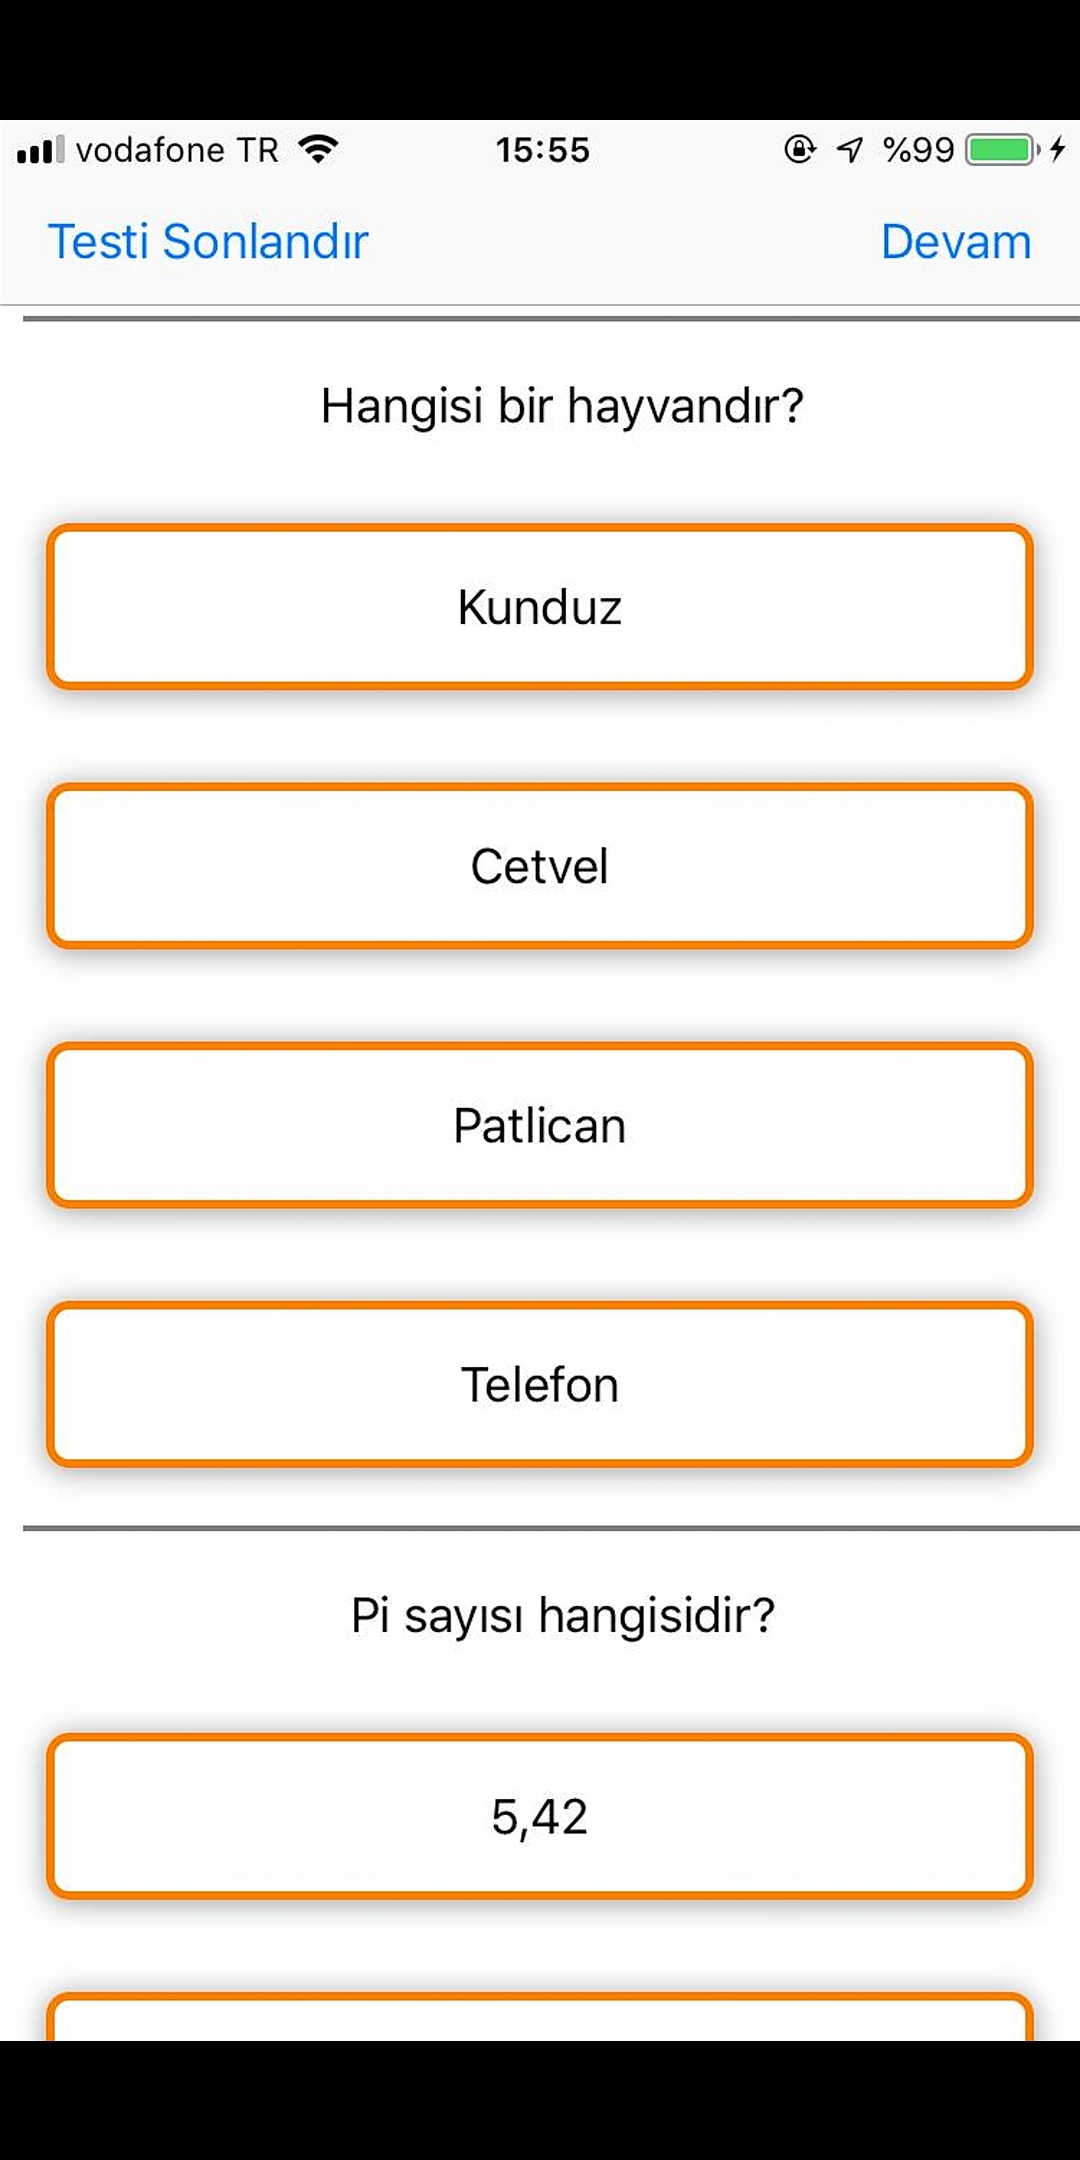 vodafone TR 15:55 %99
Testi Sonlandır Devam
Hangisi bir hayvandır?
Kunduz
Cetvel
Patlican
Telefon
Pi sayısı hangisidir?
5,42